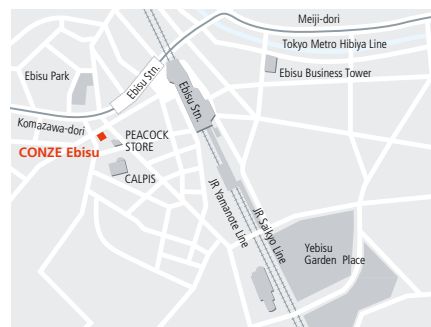 Meiji-dori
Tokyo Metro Hibiya Line
Ebisu Park
Ebisu Stn.
Ebisu Stn.
Ebisu Business Tower
Komazawa-dori
PEACOCK
STORE
CONZE Ebisu
CALPIS
JR Yamanote Line
JR Saikyo Line
Yebisu
Garden Place